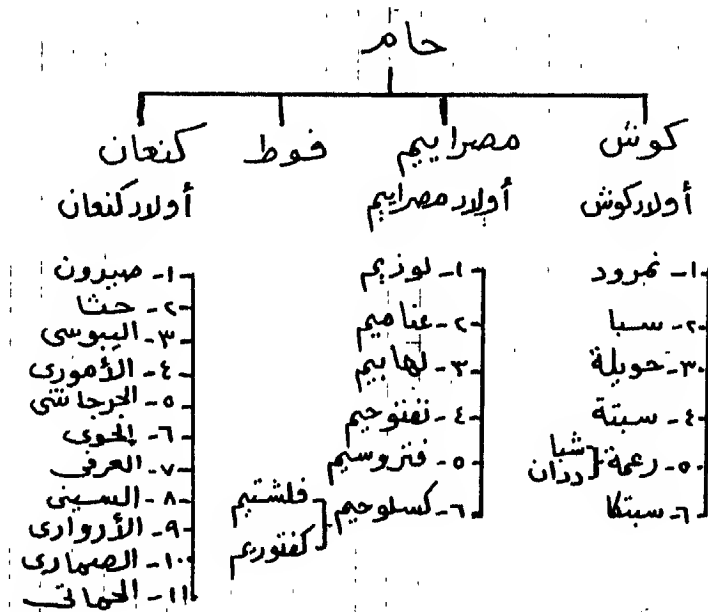 حام
كوش
مصراييم
فوط
كنعان
أولاد كوش
أولاد مصراييم
أولاد كنعان
١- نمرود
٢- سبا
٣- حويلة
٤- سبتة
٥- رعمة
شبا
ددان
٦- سبتكا
١- لوزيم
٢- عناميم
٣- لهابيم
٤- نفتوحيم
٥- فتروسيم
٦- كسلوحيم
فلشتيم
كفتوريم
١- صيدون
٢- حثا
٣- اليبوسى
٤- الأمورى
٥- الجرجاشى
٦- الحوى
٧- العرقى
٨- السينى
٩- الأروادى
١٠- الصمارى
١١- الحماتى